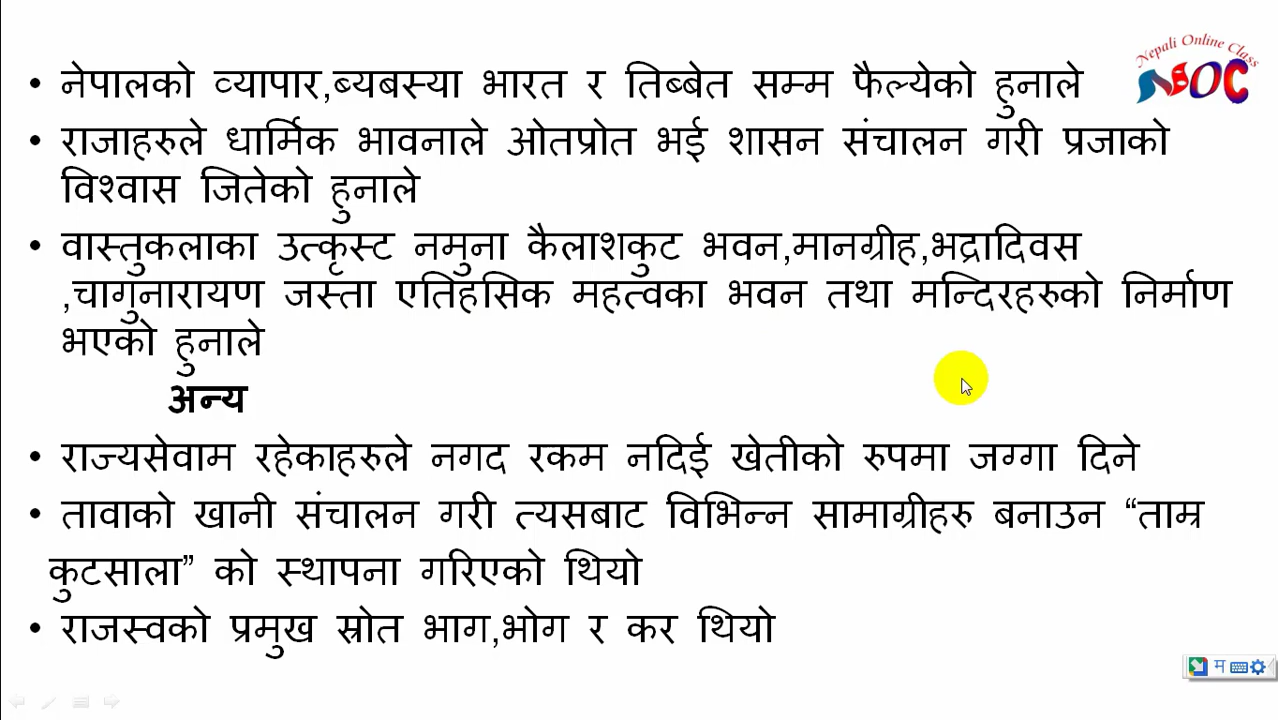 Nepali Online Class
NBOC
• नेपालको व्यापार,ब्यबस्या भारत र तिब्बेत सम्म फैल्येको हुनाले
• राजाहरुले धार्मिक भावनाले ओतप्रोत भई शासन संचालन गरी प्रजाको
विश्वास जितेको हुनाले
• वास्तुकलाका उत्कृस्ट नमुना कैलाशकुट भवन,मानग्रीह,भद्रादिवस
,चागुनारायण जस्ता एतिहसिक महत्वका भवन तथा मन्दिरहरुको निर्माण
भएको हुनाले
अन्य
• राज्यसेवाम रहेकाहरुले नगद रकम नदिई खेतीको रुपमा जग्गा दिने
• तावाको खानी संचालन गरी त्यसबाट विभिन्न सामाग्रीहरु बनाउन “ताम्र
कुटसाला” को स्थापना गरिएको थियो
• राजस्वको प्रमुख स्रोत भाग,भोग र कर थियो
म